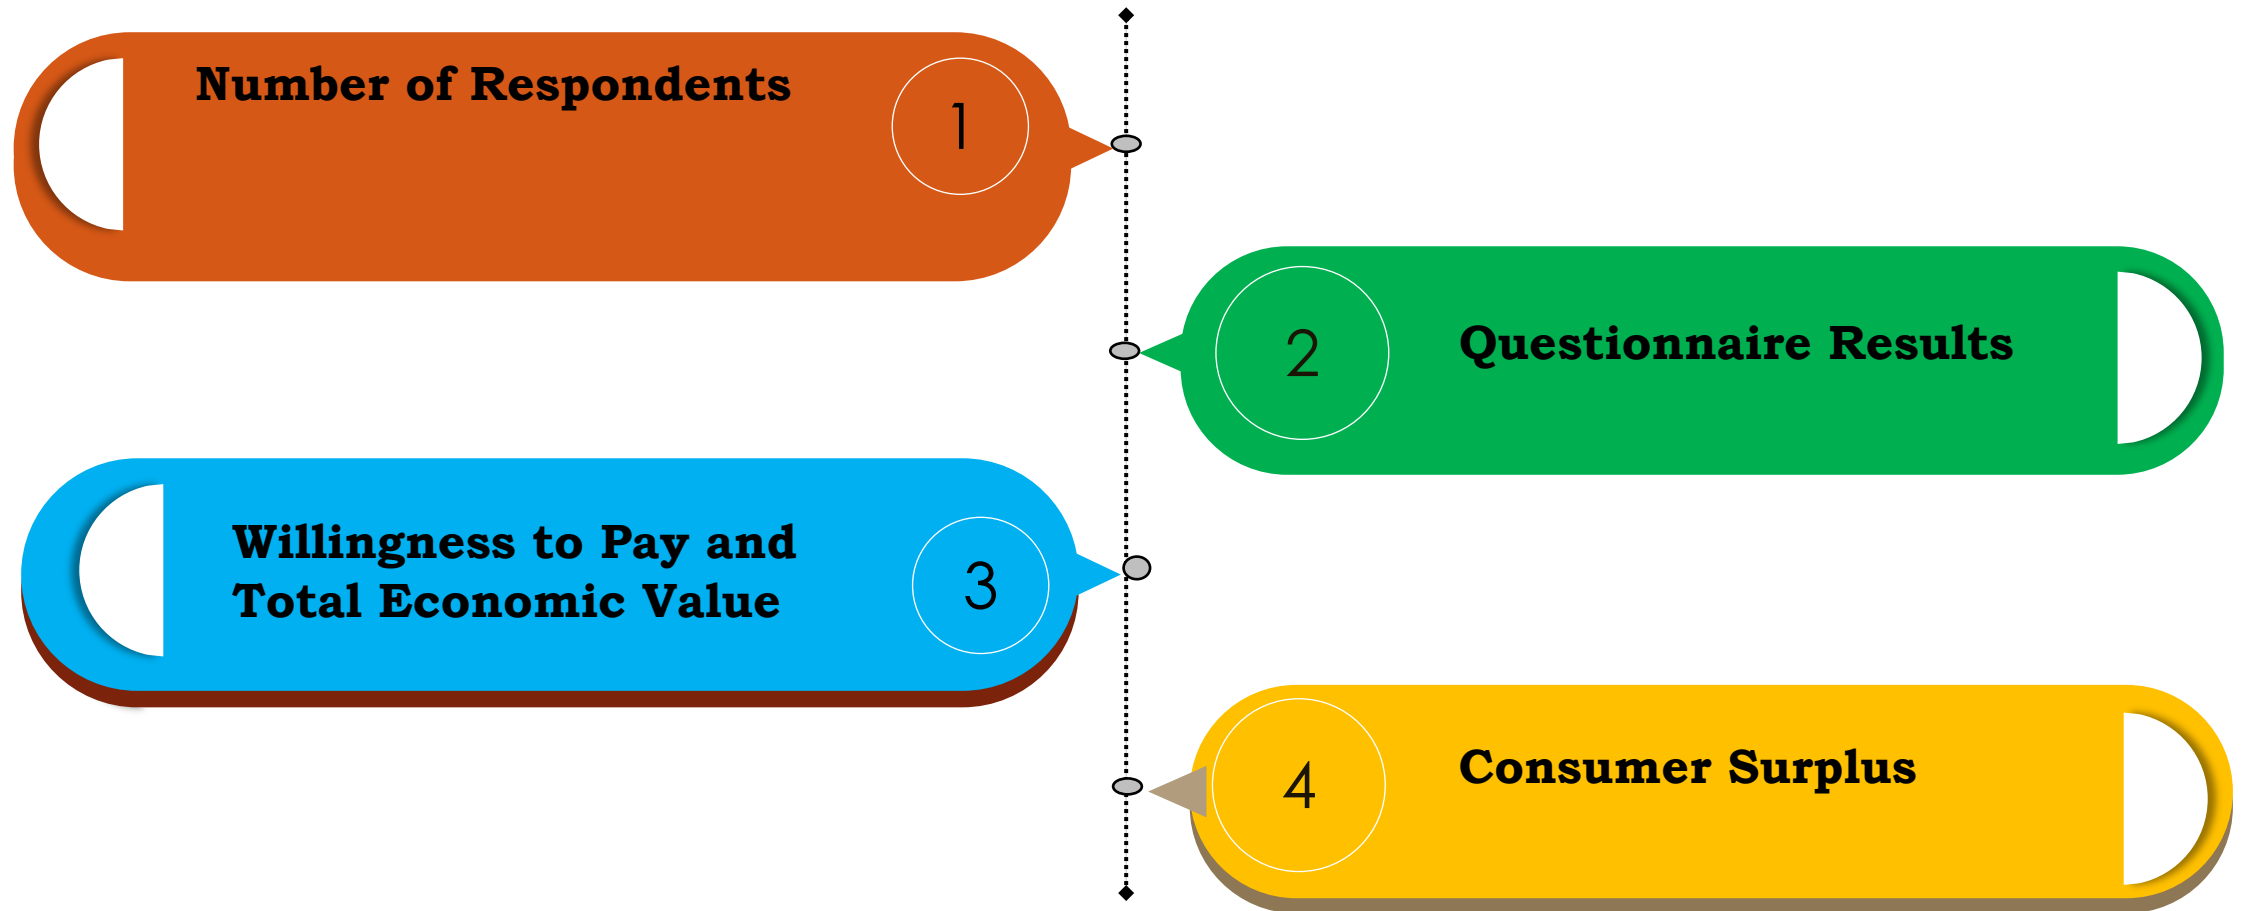 Number of Respondents
1
2
Questionnaire Results
Willingness to Pay and
Total Economic Value
3
4
Consumer Surplus